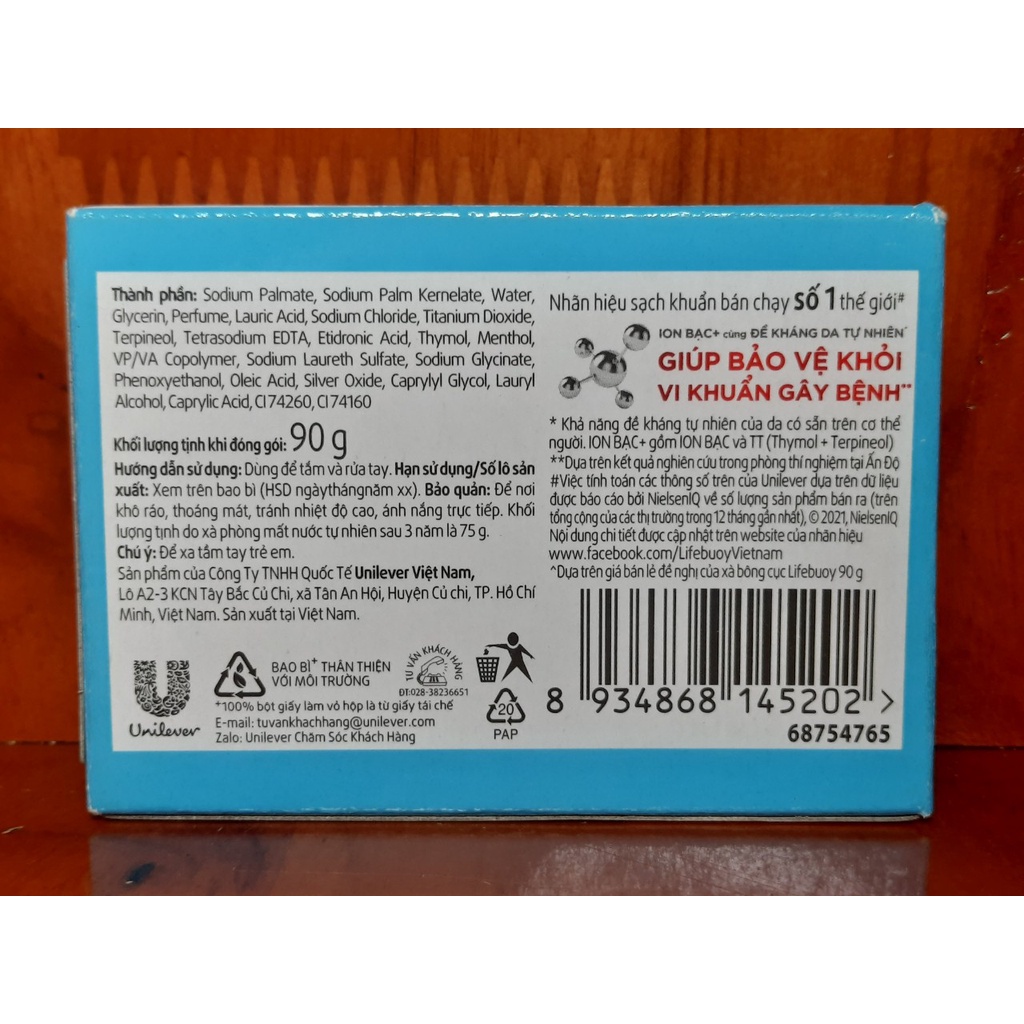 Thành phần: Sodium Palmate, Sodium Palm Kernelate, Water,
Glycerin, Perfume, Lauric Acid, Sodium Chloride, Titanium Dioxide,
Terpineol, Tetrasodium EDTA, Etidronic Acid, Thymol, Menthol,
VP/VA Copolymer, Sodium Laureth Sulfate, Sodium Glycinate,
Phenoxyethanol, Oleic Acid, Silver Oxide, Caprylyl Glycol, Lauryl
Alcohol, Caprylic Acid, CI 74260, CI 74160
Khối lượng tịnh khi đóng gói: 90 g
Hướng dẫn sử dụng: Dùng để tắm và rửa tay. Hạn sử dụng/Số lô sản
xuất: Xem trên bao bì (HSD ngàythángnăm xx). Bảo quản: Để nơi
khô ráo, thoáng mát, tránh nhiệt độ cao, ánh nắng trực tiếp. Khối
lượng tịnh do xà phòng mất nước tự nhiên sau 3 năm là 75 g.
Chú ý: Để xa tầm tay trẻ em.
Sản phẩm của Công Ty TNHH Quốc Tế Unilever Việt Nam,
Lô A2-3 KCN Tây Bắc Củ Chi, xã Tân An Hội, Huyện Củ chi, TP. Hồ Chí
Minh, Việt Nam. Sản xuất tại Việt Nam.
Unilever
BAO BÌ+ THÂN THIỆN
VỚI MÔI TRƯỜNG
TƯ VẤN KHÁCH HÀNG
ĐT:028-38236651
+100% bột giấy làm vỏ hộp là từ giấy tái chế
E-mail: tuvankhachhang@unilever.com
Zalo: Unilever Chăm Sóc Khách Hàng
20
PAP
Nhãn hiệu sạch khuẩn bán chạy Số 1 thế giới#
ION BẠC+ cùng ĐỀ KHÁNG DA TỰ NHIÊN*
GIÚP BẢO VỆ KHỎI
VI KHUẨN GÂY BỆNH**
* Khả năng đề kháng tự nhiên của da có sẵn trên cơ thể
người. ION BẠC+ gồm ION BẠC và TT (Thymol + Terpineol)
**Dựa trên kết quả nghiên cứu trong phòng thí nghiệm tại Ấn Độ
#Việc tính toán các thông số trên của Unilever dựa trên dữ liệu
được báo cáo bởi NielsenIQ về số lượng sản phẩm bán ra (trên
tổng cộng của các thị trường trong 12 tháng gần nhất), © 2021, NielsenIQ
Nội dung chi tiết được cập nhật trên website của nhãn hiệu
www.facebook.com/LifebuoyVietnam
^Dựa trên giá bán lẻ đề nghị của xà bông cục Lifebuoy 90 g
8 934868 145202 >
68754765